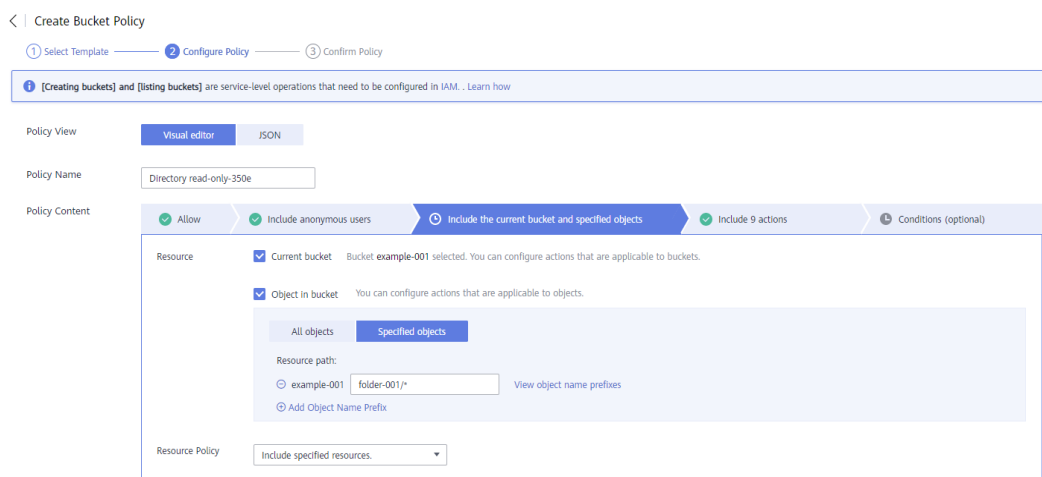 Create Bucket Policy
1 Select Template 2 Configure Policy 3 Confirm Policy
[Creating buckets] and [listing buckets] are service-level operations that need to be configured in IAM. . Learn how
Policy View Visual editor JSON
Policy Name Directory read-only-350e
Policy Content Allow Include anonymous users Include the current bucket and specified objects Include 9 actions Conditions (optional)
Resource Current bucket Bucket example-001 selected. You can configure actions that are applicable to buckets.
Object in bucket You can configure actions that are applicable to objects.
All objects Specified objects
Resource path:
example-001 folder-001/* View object name prefixes
Add Object Name Prefix
Resource Policy Include specified resources.